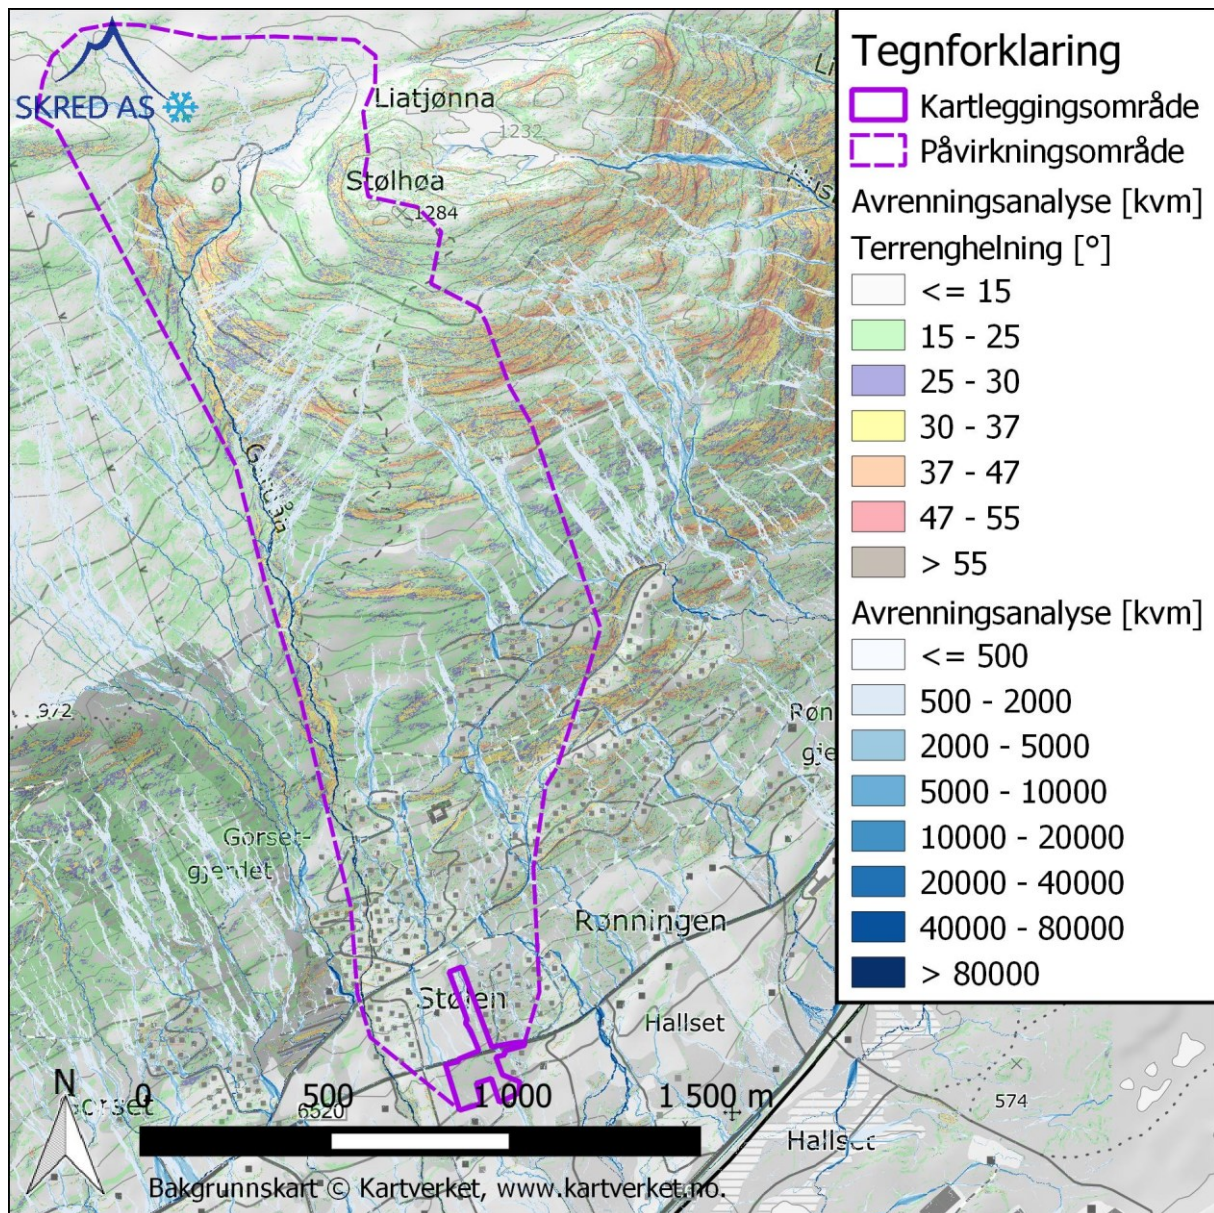 SKRED AS
Liatjønna
1232
Stølhøa
1284
972
Gorset-
gjerdet
Røn
gje
Rønningen
Stølen
Hallset
Gorset
6520
574
Hallset
N
0 500 1 000 1 500 m
Bakgrunnskart © Kartverket, www.kartverket.no.
Tegnforklaring
Kartleggingsområde
Påvirkningsområde
Avrenningsanalyse [kvm]
Terrenghelning [°]
<= 15
15 - 25
25 - 30
30 - 37
37 - 47
47 - 55
> 55
Avrenningsanalyse [kvm]
<= 500
500 - 2000
2000 - 5000
5000 - 10000
10000 - 20000
20000 - 40000
40000 - 80000
> 80000